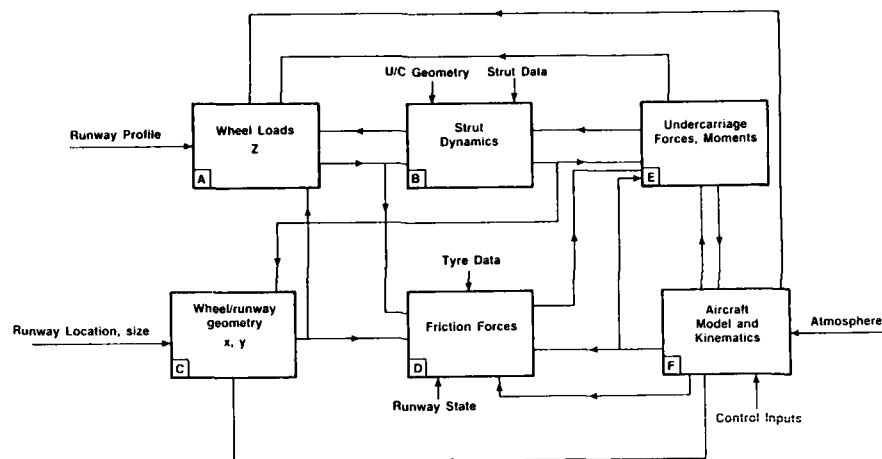 U/C Geometry
Strut Data
Runway Profile
Wheel Loads
Z
A
Strut
Dynamics
B
Undercarriage
Forces, Moments
E
Tyre Data
Runway Location, size
Wheel/runway
geometry
x, y
C
Friction Forces
D
Aircraft
Model and
Kinematics
F
Atmosphere
Runway State
Control Inputs